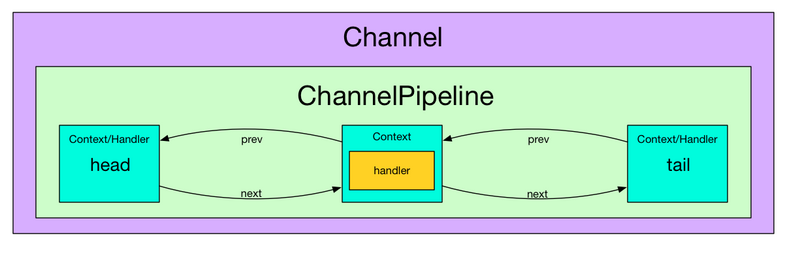 Channel
ChannelPipeline
Context/Handler
head
prev
next
Context
handler
prev
next
Context/Handler
tail